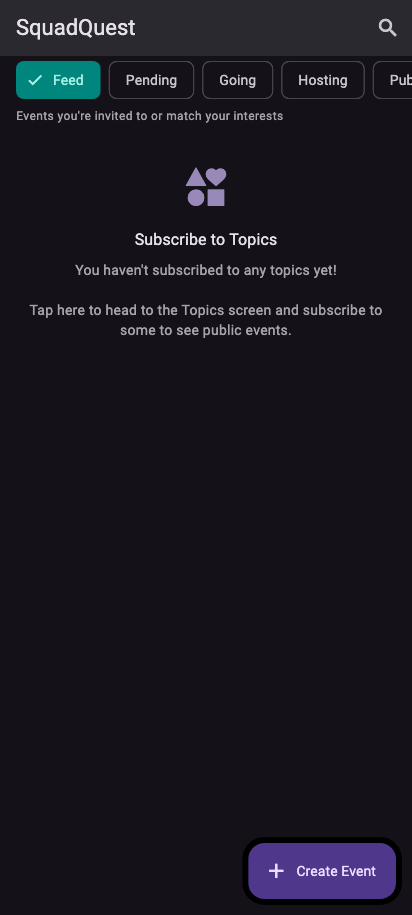 SquadQuest
Feed
Pending
Going
Hosting
Pub
Events you're invited to or match your interests
Subscribe to Topics
You haven't subscribed to any topics yet!
Tap here to head to the Topics screen and subscribe to
some to see public events.
Create Event